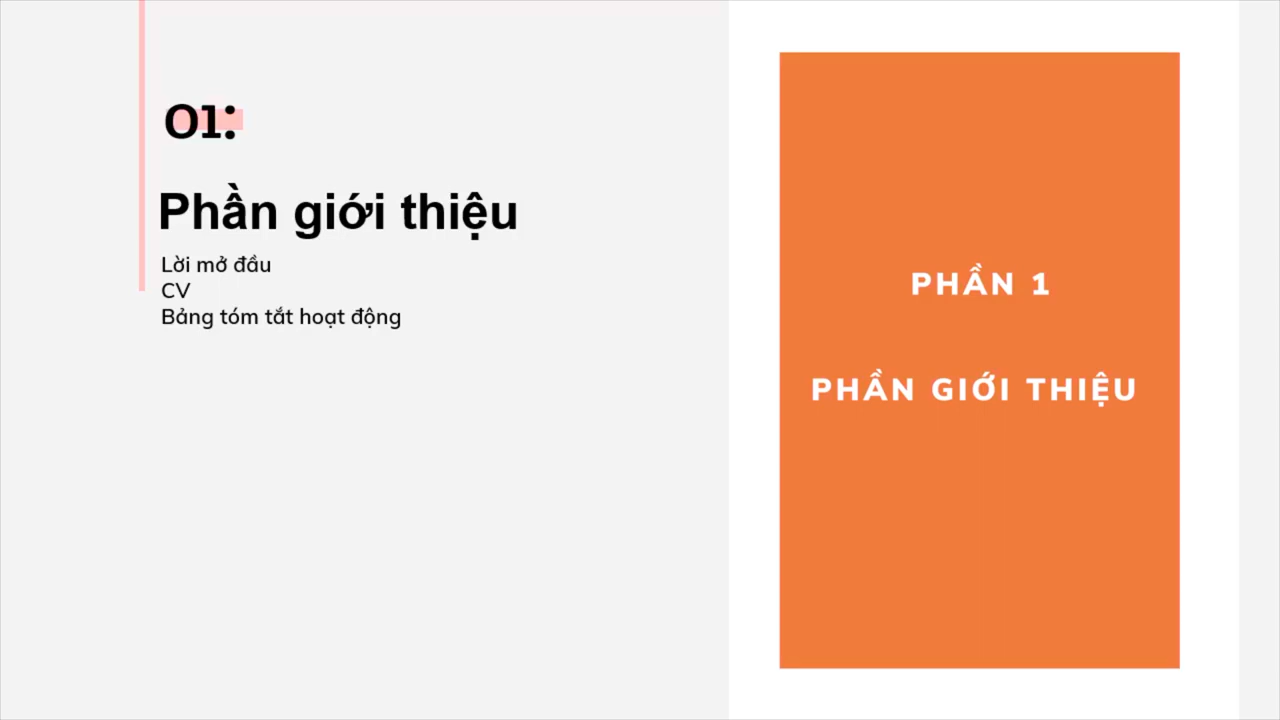 01:
Phần giới thiệu
Lời mở đầu
CV
Bảng tóm tắt hoạt động
PHẦN 1
PHẦN GIỚI THIỆU